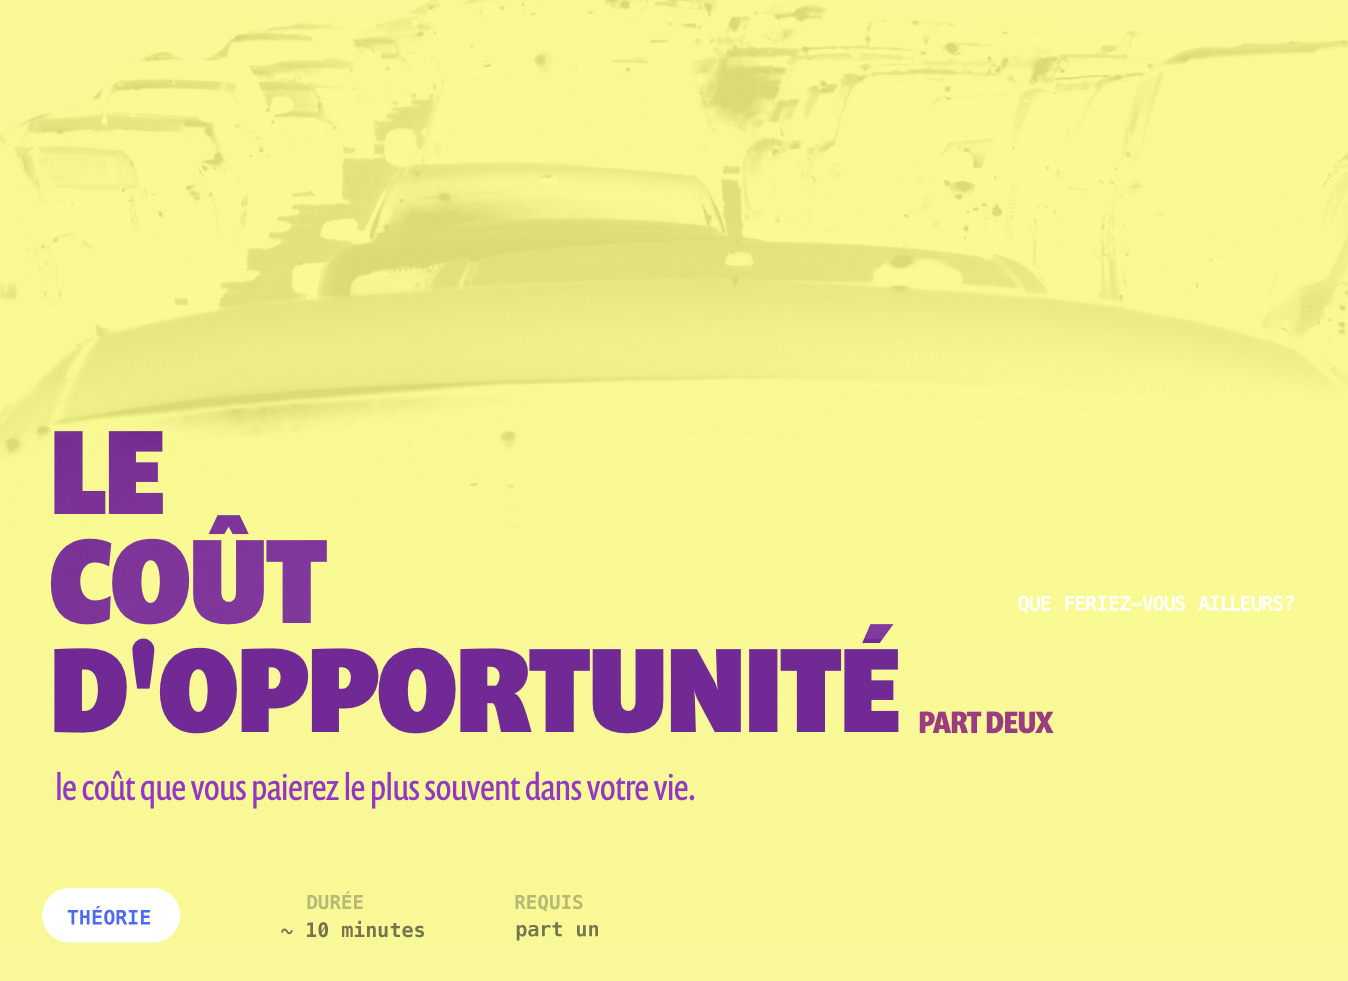 LE
COÛT
QUE FERIEZ-VOUS AILLEURS?
D'OPPORTUNITÉ PART DEUX
le coût que vous paierez le plus souvent dans votre vie.
THÉORIE
DURÉE
~ 10 minutes
REQUIS
part un